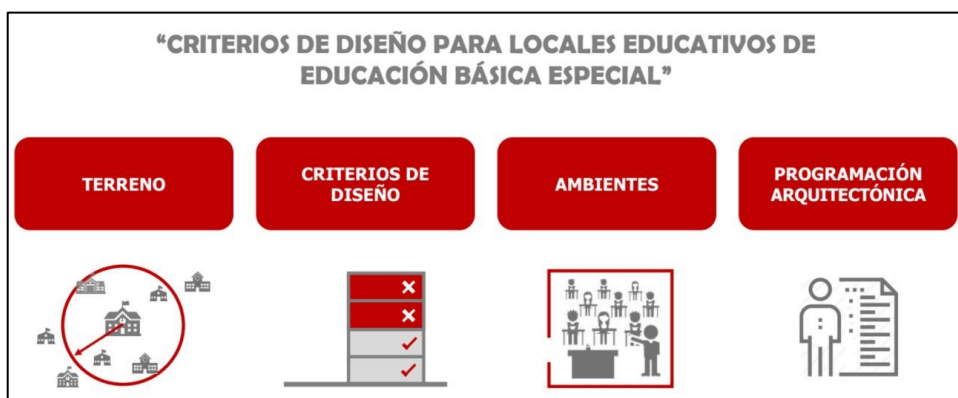 “CRITERIOS DE DISEÑO PARA LOCALES EDUCATIVOS DE
EDUCACIÓN BÁSICA ESPECIAL”
TERRENO
CRITERIOS DE
DISEÑO
AMBIENTES
PROGRAMACIÓN
ARQUITECTÓNICA